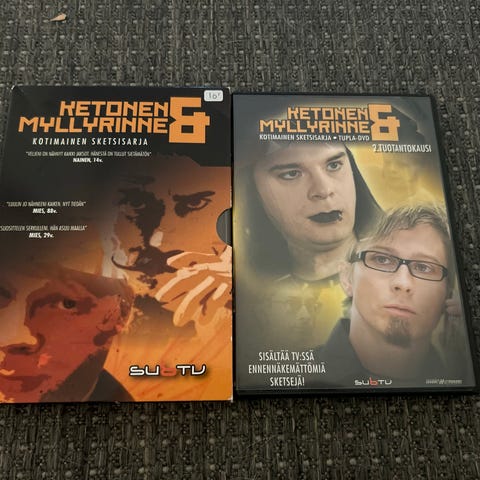 KETONEN &
MYLLYRINNE
KOTIMAINEN SKETSISARJA
16€
"VELJENI ON NÄHNYT KAIKKI JAKSOT. HÄNESTÄ ON TULLUT SIETÄMÄTÖN"
NAINEN, 14v.
"LUULIN JO NÄHNEENI KAIKEN. NYT TIEDÄN"
MIES, 88v.
"SUOSITTELEN SERKULLENI. HÄN ASUU MAALLA"
MIES, 29v.
SUbTV
KETONEN &
MYLLYRINNE
KOTIMAINEN SKETSISARJA • TUPLA-DVD
2.TUOTANTOKAUSI
SISÄLTÄÄ TV:SSÄ
ENNENNÄKEMÄTTÖMIÄ
SKETSEJÄ!
SUbTV